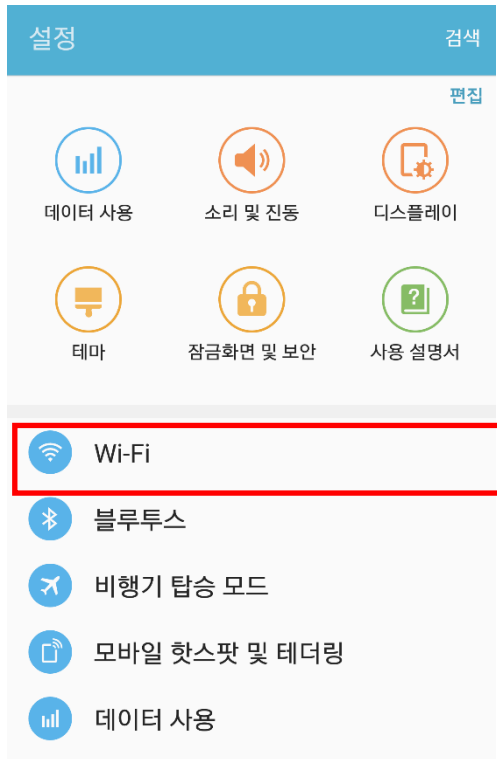 설정 검색
편집
데이터 사용 소리 및 진동 디스플레이
테마 잠금화면 및 보안 사용 설명서
Wi-Fi
블루투스
비행기 탑승 모드
모바일 핫스팟 및 테더링
데이터 사용